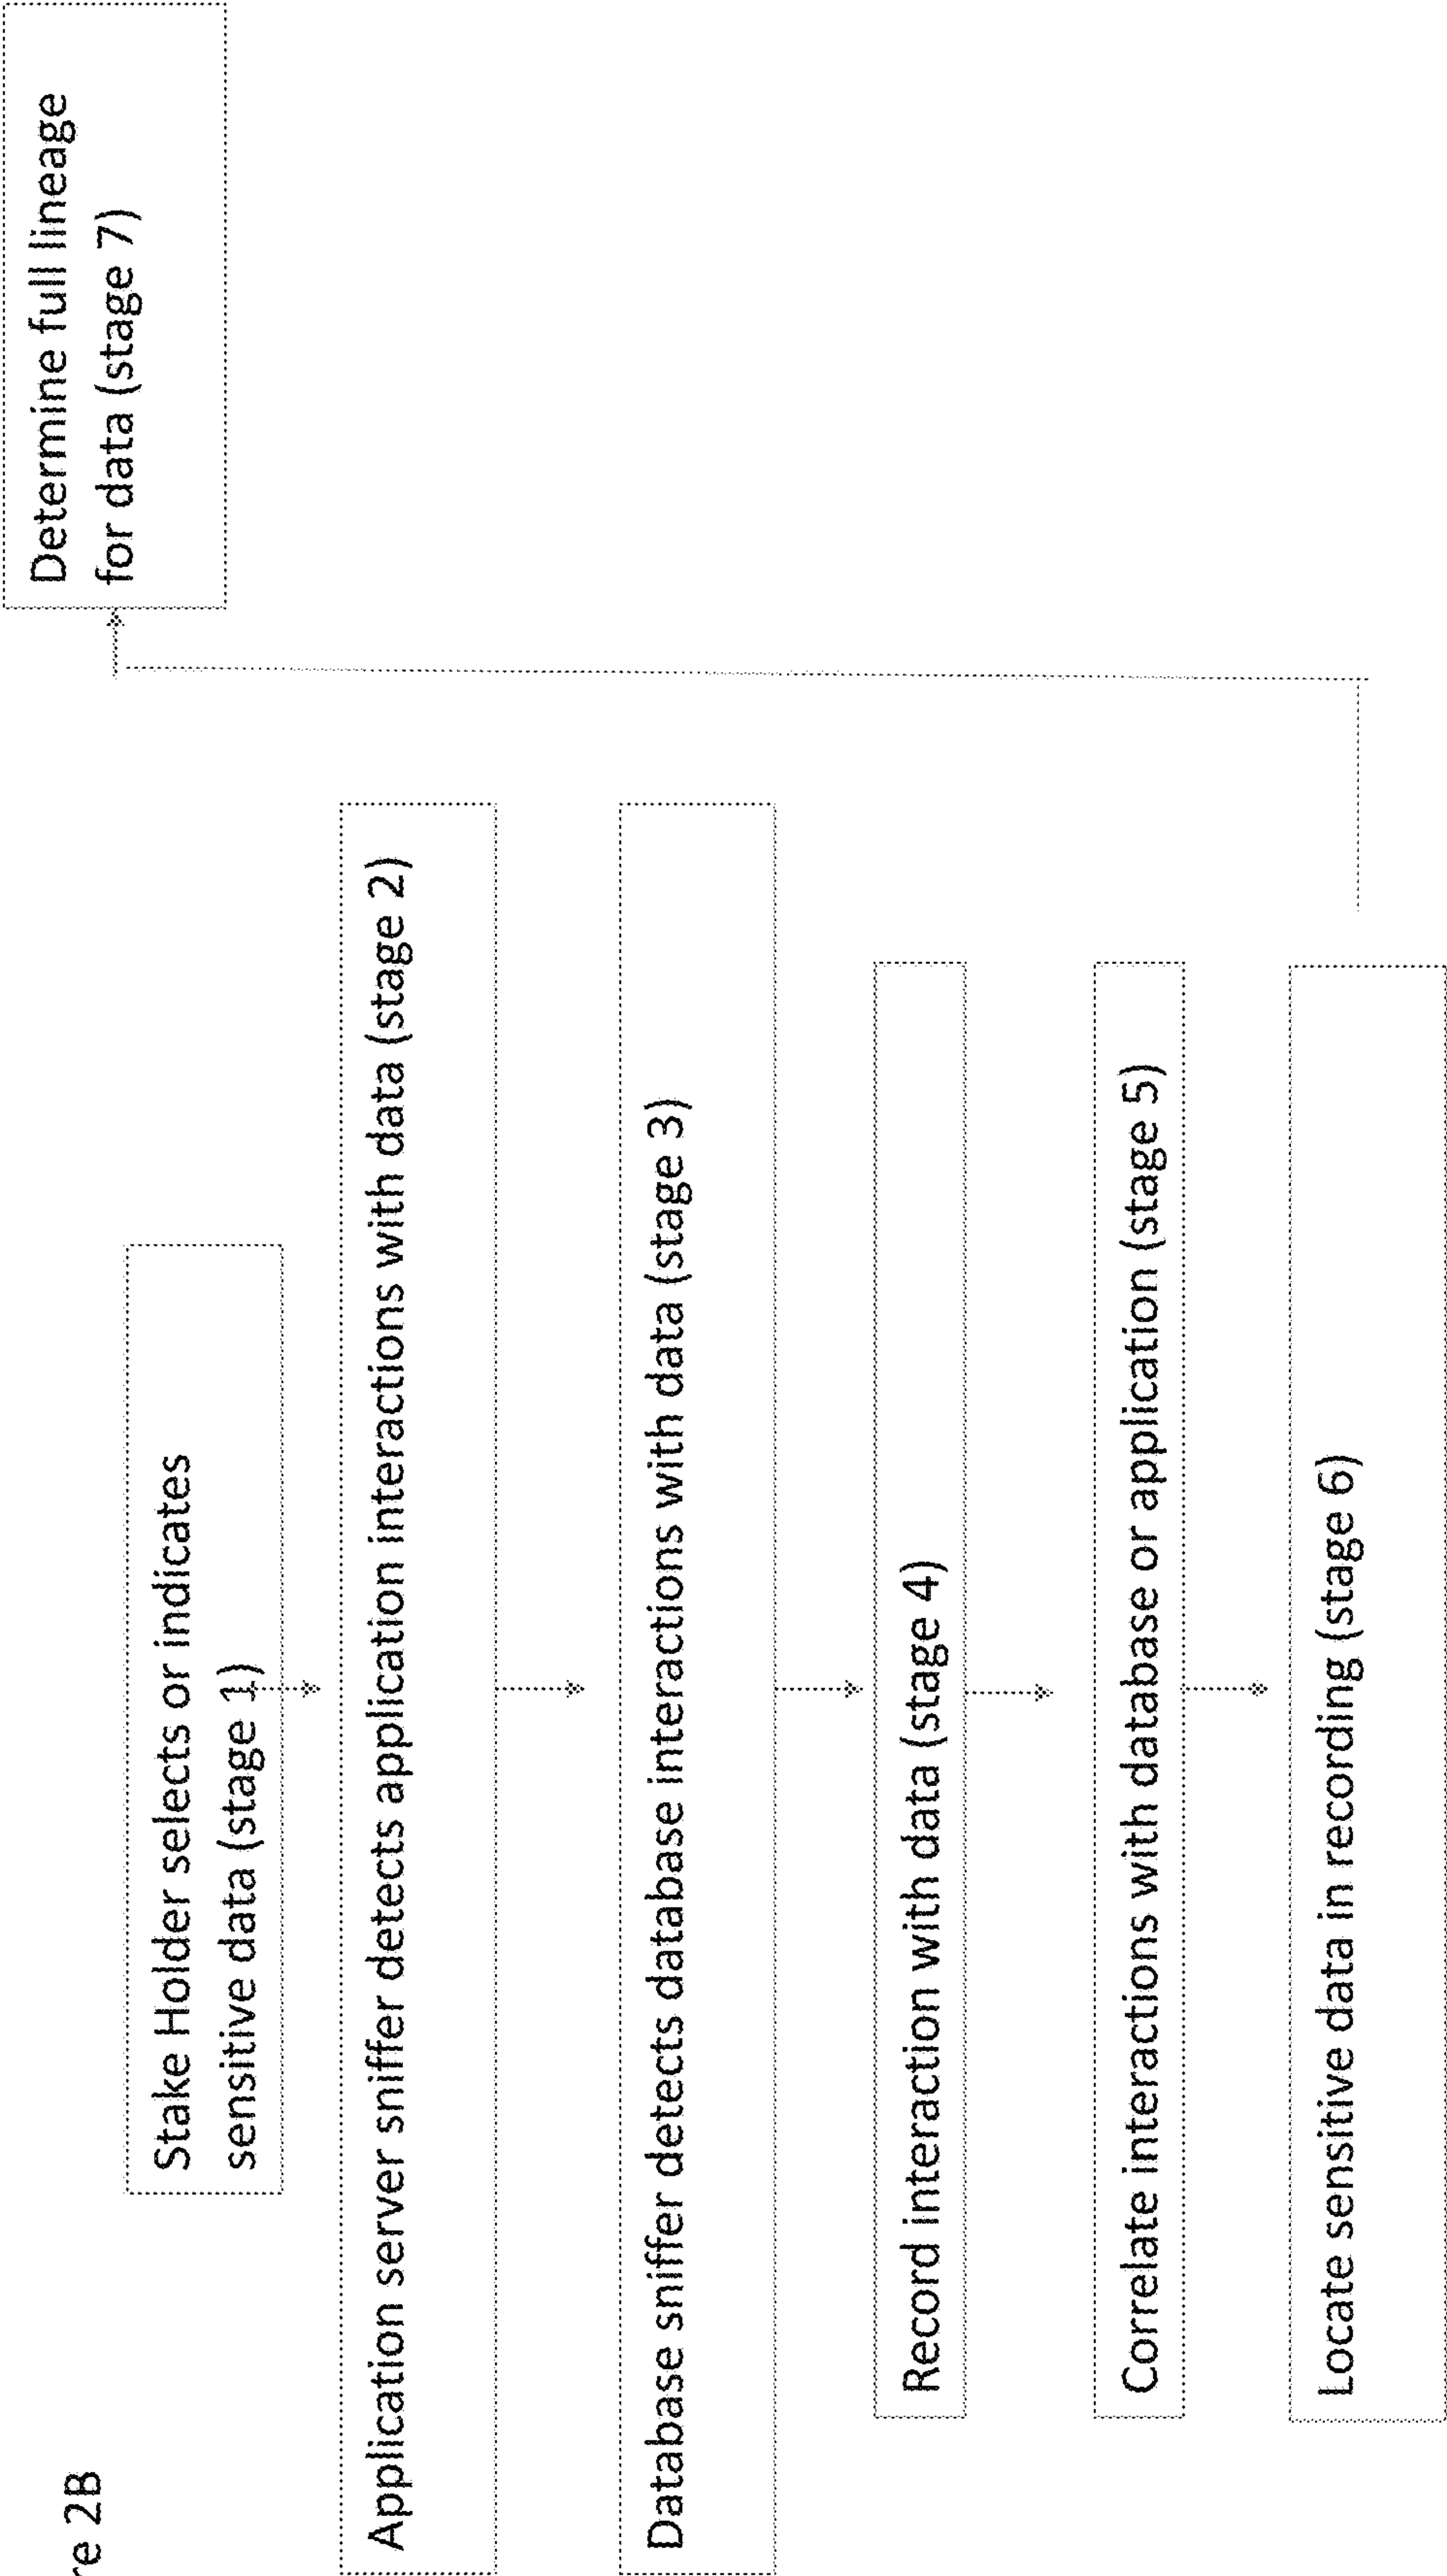 re 2B
Stake Holder selects or indicates
sensitive data (stage 1)
Application server sniffer detects application interactions with data (stage 2)
Database sniffer detects database interactions with data (stage 3)
Record interaction with data (stage 4)
Correlate interactions with database or application (stage 5)
Locate sensitive data in recording (stage 6)
Determine full lineage
for data (stage 7)